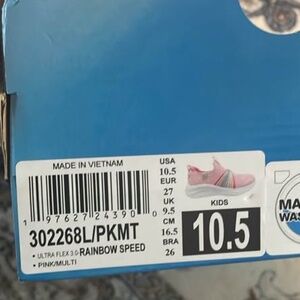 MADE IN VIETNAM
1 97627 24390 0
302268L/PKMT
• ULTRA FLEX 3.0-RAINBOW SPEED
• PINK/MULTI
USA
10.5
EUR
27
UK
9.5
CM
16.5
BRA
26
KIDS
10.5